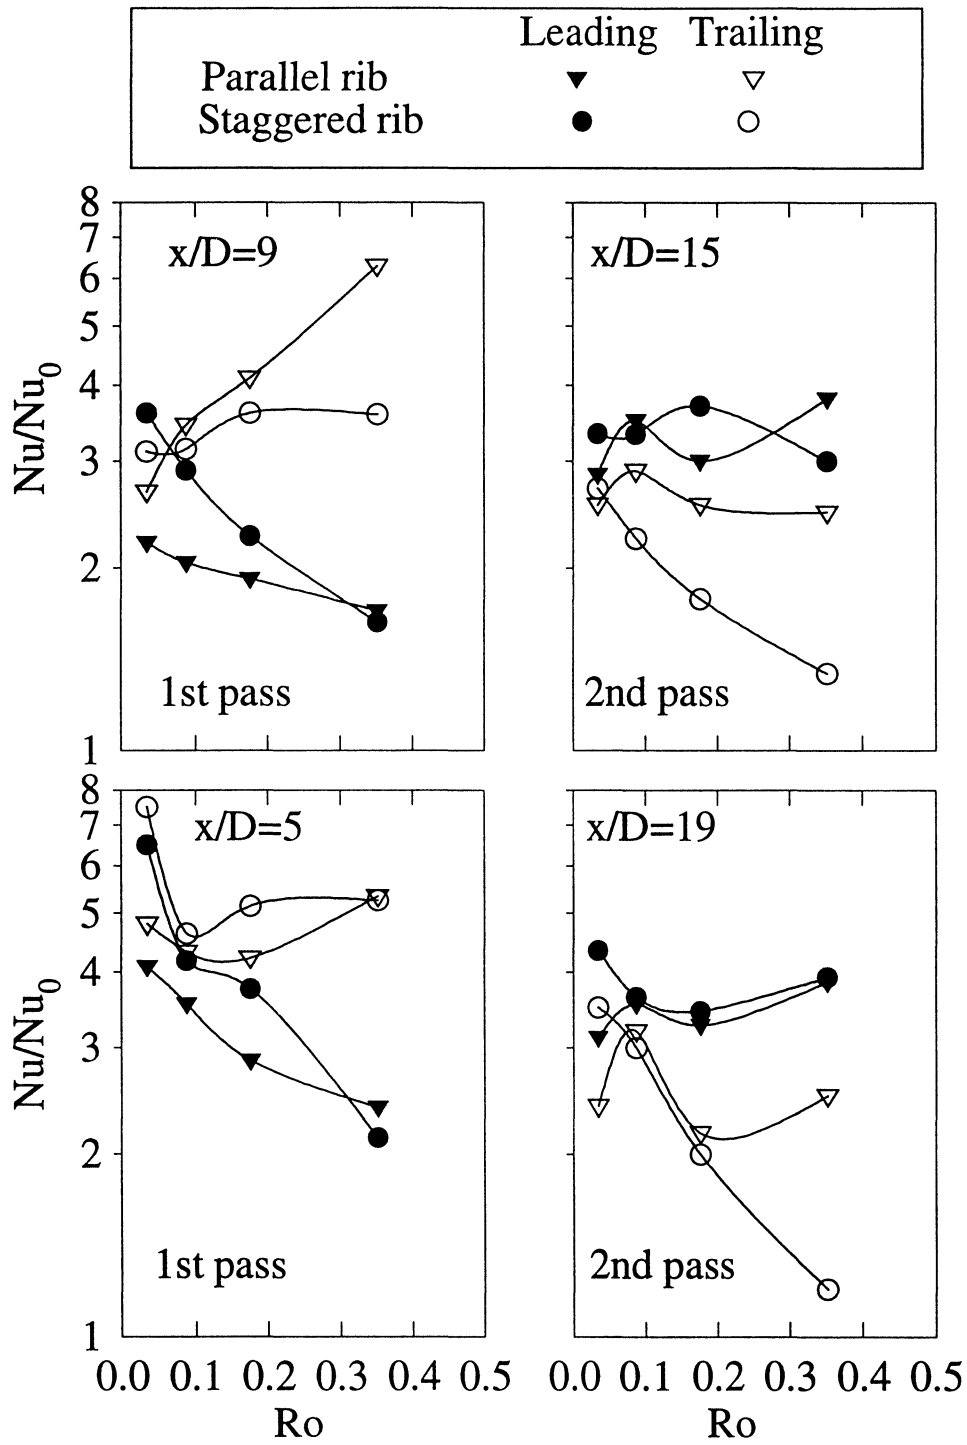 Leading Trailing
Parallel rib
Staggered rib
8
7
6
5
4
3
2
1
Nu/Nu₀
x/D=9
1st pass
x/D=15
2nd pass
8
7
6
5
4
3
2
1
Nu/Nu₀
x/D=5
1st pass
x/D=19
2nd pass
0.0 0.1 0.2 0.3 0.4 0.5
0.0 0.1 0.2 0.3 0.4 0.5
Ro
Ro